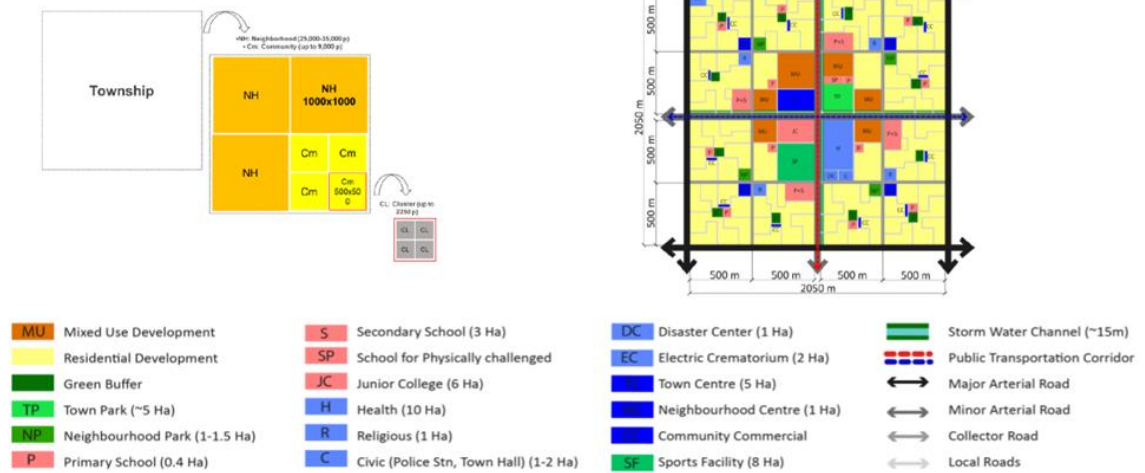 •NH: Neighborhood (25,000-35,000 p)
• Cm: Community (up to 9,000 p)
Township
NH
NH
1000x1000
NH
Cm
Cm
Cm
Cm
500x50
0
CL: Cluster (up to
2250 p)
CL
CL
CL
CL
2050 m
500 m
500 m
500 m
500 m
500 m
500 m
500 m
2050 m
P+S
MU
MU
SP
TP
MU
MU
P+S
MU
JC
MU
P+S
H
SF
DC
P+S
MU
Mixed Use Development
Residential Development
Green Buffer
TP
Town Park (~5 Ha)
NP
Neighbourhood Park (1-1.5 Ha)
P
Primary School (0.4 Ha)
S
Secondary School (3 Ha)
SP
School for Physically challenged
JC
Junior College (6 Ha)
H
Health (10 Ha)
R
Religious (1 Ha)
C
Civic (Police Stn, Town Hall) (1-2 Ha)
DC
Disaster Center (1 Ha)
EC
Electric Crematorium (2 Ha)
Town Centre (5 Ha)
Neighbourhood Centre (1 Ha)
Community Commercial
SF
Sports Facility (8 Ha)
Storm Water Channel (~15m)
Public Transportation Corridor
Major Arterial Road
Minor Arterial Road
Collector Road
Local Roads